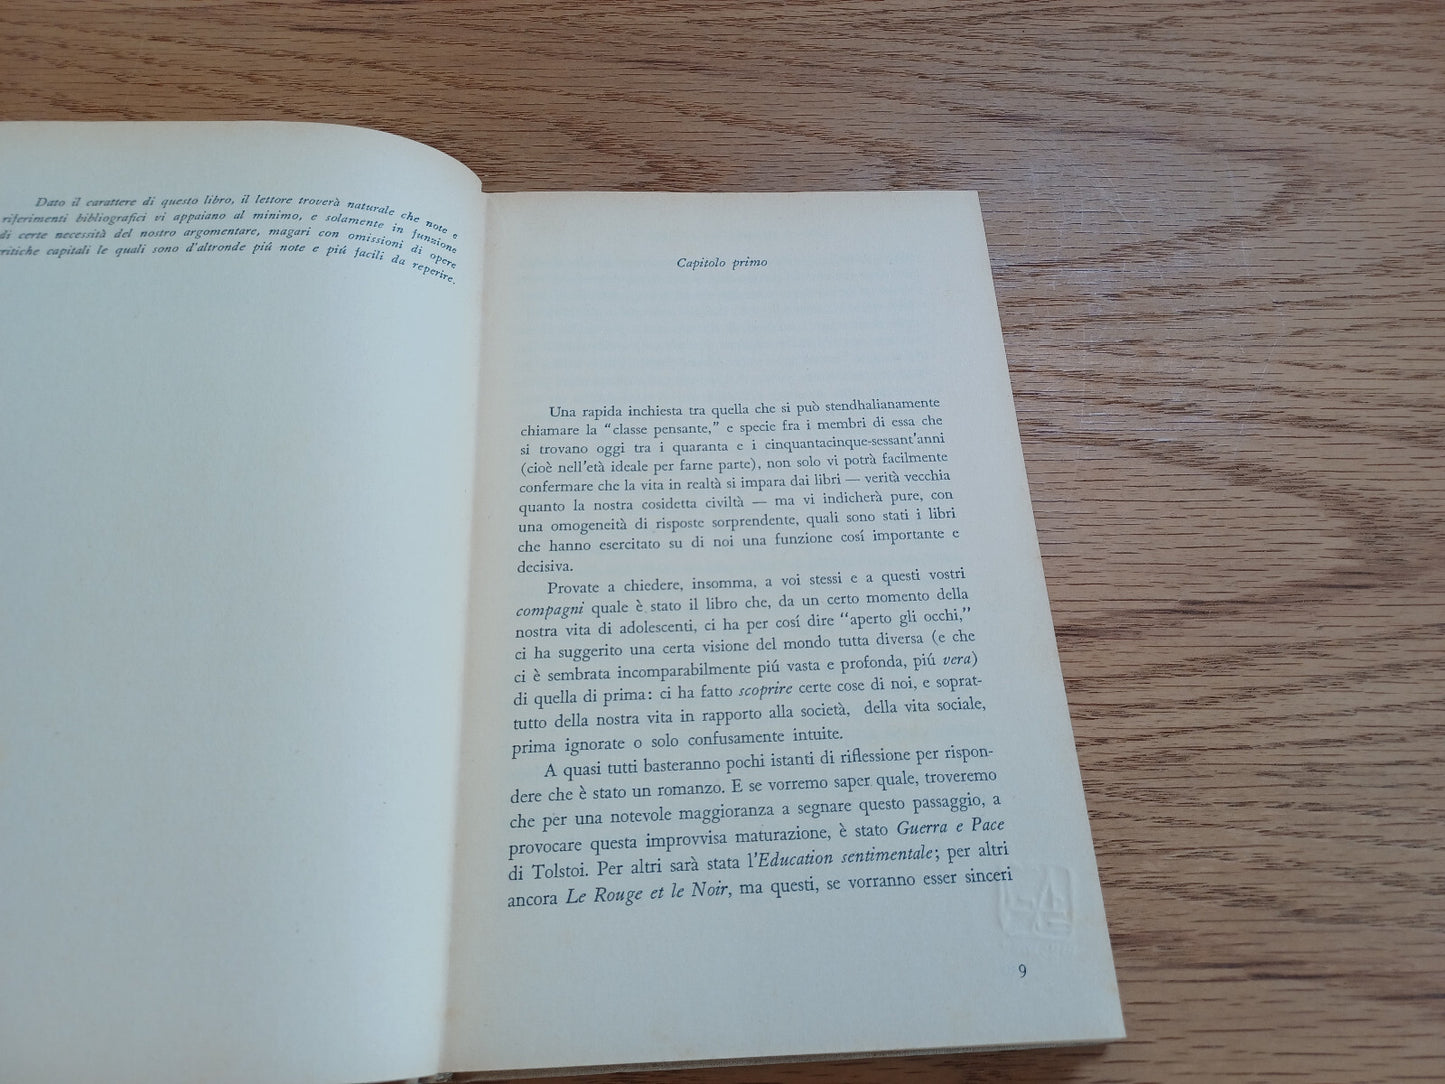 Dato il carattere di questo libro, il lettore troverà naturale che note e
riferimenti bibliografici vi appaiano al minimo, e solamente in funzione
di certe necessità del nostro argomentare, magari con omissioni di opere
critiche capitali le quali sono d'altronde piú note e piú facili da reperire.
Capitolo primo
Una rapida inchiesta tra quella che si può stendhalianamente
chiamare la “classe pensante,” e specie fra i membri di essa che
si trovano oggi tra i quaranta e i cinquantacinque-sessant'anni
(cioè nell'età ideale per farne parte), non solo vi potrà facilmente
confermare che la vita in realtà si impara dai libri — verità vecchia
quanto la nostra cosidetta civiltà — ma vi indicherà pure, con
una omogeneità di risposte sorprendente, quali sono stati i libri
che hanno esercitato su di noi una funzione cosí importante e
decisiva.
Provate a chiedere, insomma, a voi stessi e a questi vostri
compagni quale è stato il libro che, da un certo momento della
nostra vita di adolescenti, ci ha per cosí dire “aperto gli occhi,”
ci ha suggerito una certa visione del mondo tutta diversa (e che
ci è sembrata incomparabilmente piú vasta e profonda, piú vera)
di quella di prima: ci ha fatto scoprire certe cose di noi, e soprat-
tutto della nostra vita in rapporto alla società, della vita sociale,
prima ignorate o solo confusamente intuite.
A quasi tutti basteranno pochi istanti di riflessione per rispon-
dere che è stato un romanzo. E se vorremo saper quale, troveremo
che per una notevole maggioranza a segnare questo passaggio, a
provocare questa improvvisa maturazione, è stato Guerra e Pace
di Tolstoi. Per altri sarà stata l'Education sentimentale; per altri
ancora Le Rouge et le Noir, ma questi, se vorranno esser sinceri
9